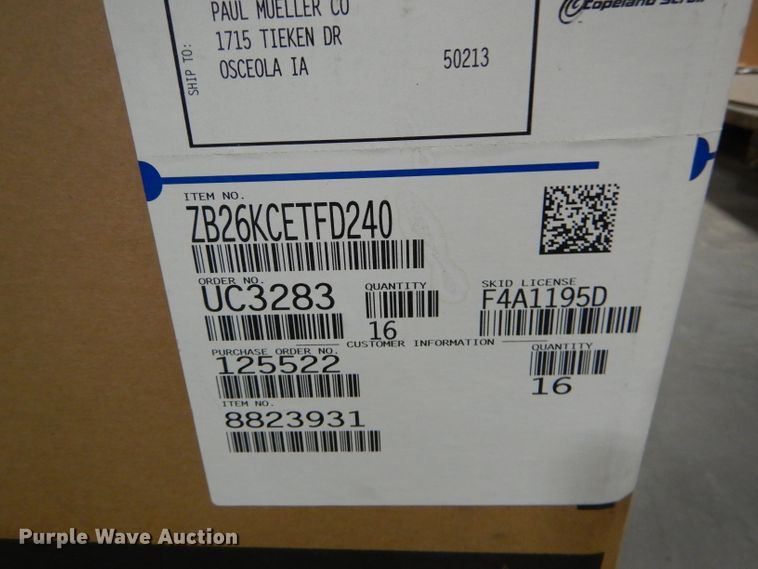 PAUL MUELLER CO
1715 TIEKEN DR
OSCEOLA IA 50213
SHIP TO:
Copeland Scroll
ITEM NO.
ZB26KCETFD240
ORDER NO.
UC3283
QUANTITY
16
SKID LICENSE
F4A1195D
CUSTOMER INFORMATION
PURCHASE ORDER NO.
125522
QUANTITY
16
ITEM NO.
8823931
Purple Wave Auction